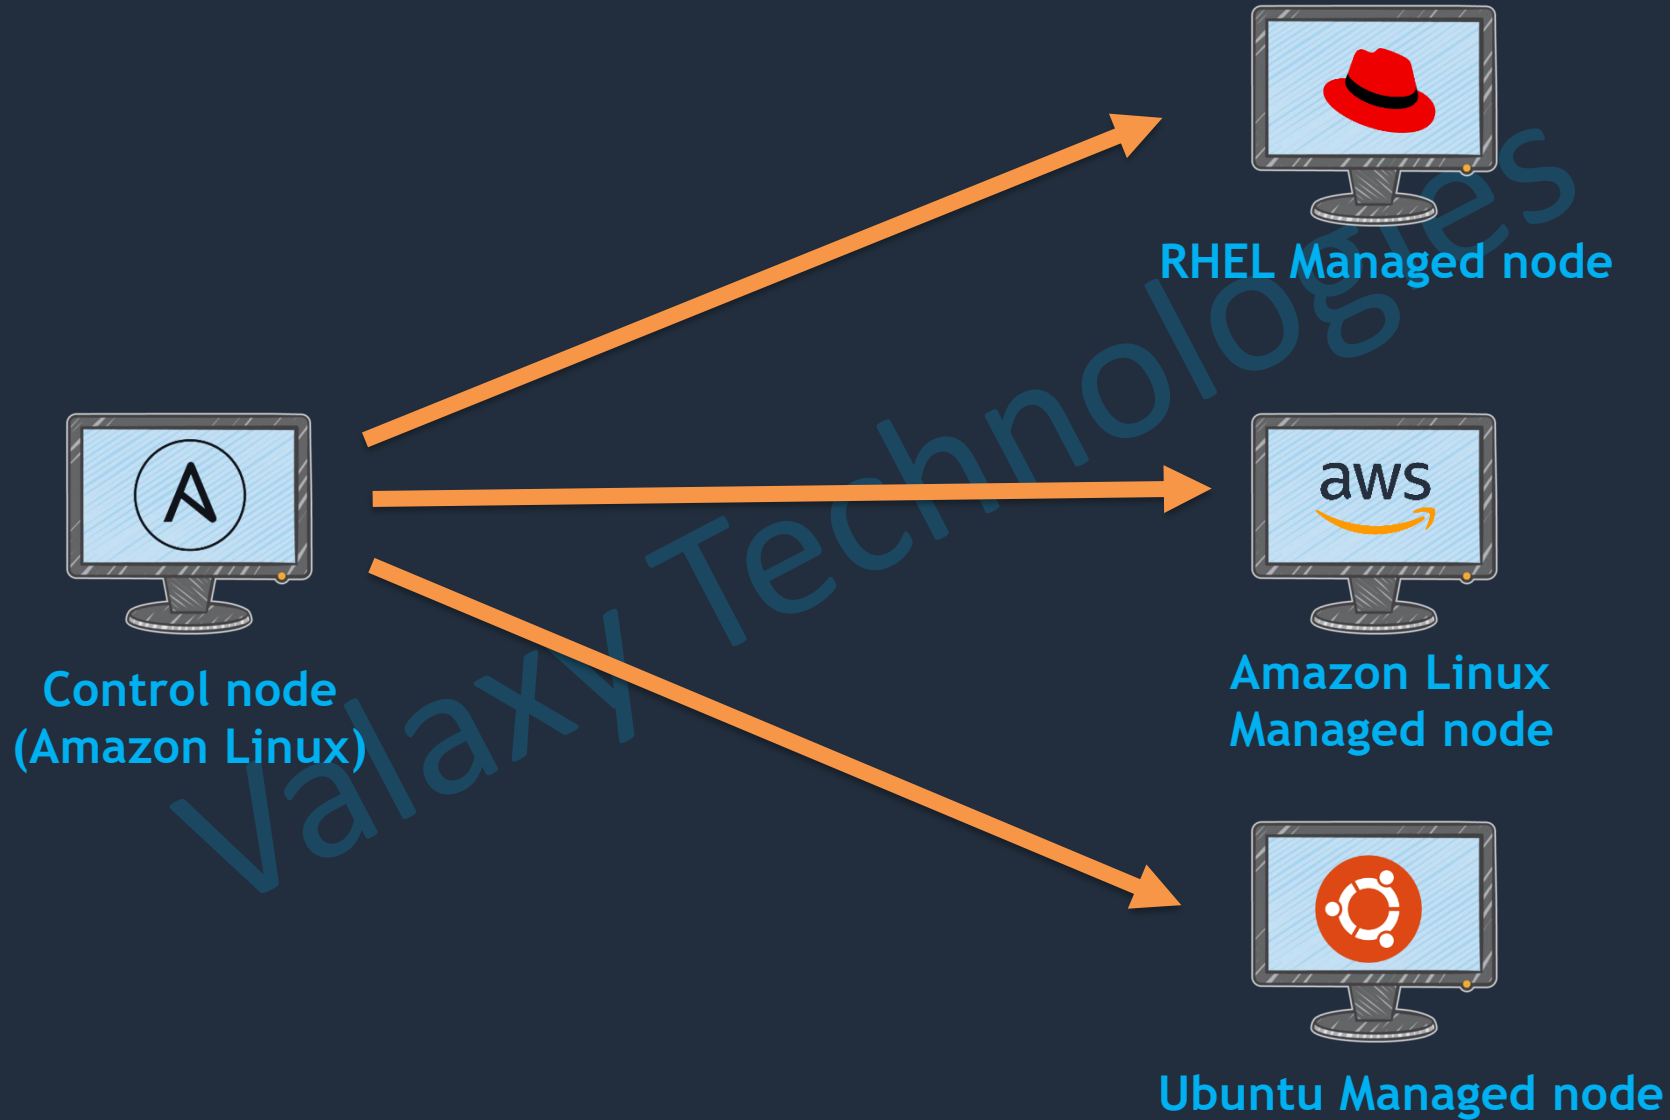 RHEL Managed node
aws
Control node
(Amazon Linux)
Amazon Linux
Managed node
Ubuntu Managed node
Valaxy Technologies